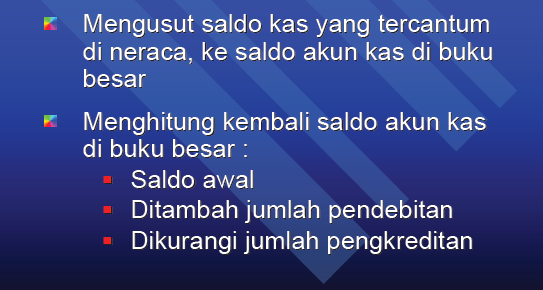 Mengusut saldo kas yang tercantum
di neraca, ke saldo akun kas di buku
besar
Menghitung kembali saldo akun kas
di buku besar :
Saldo awal
Ditambah jumlah pendebitan
Dikurangi jumlah pengkreditan